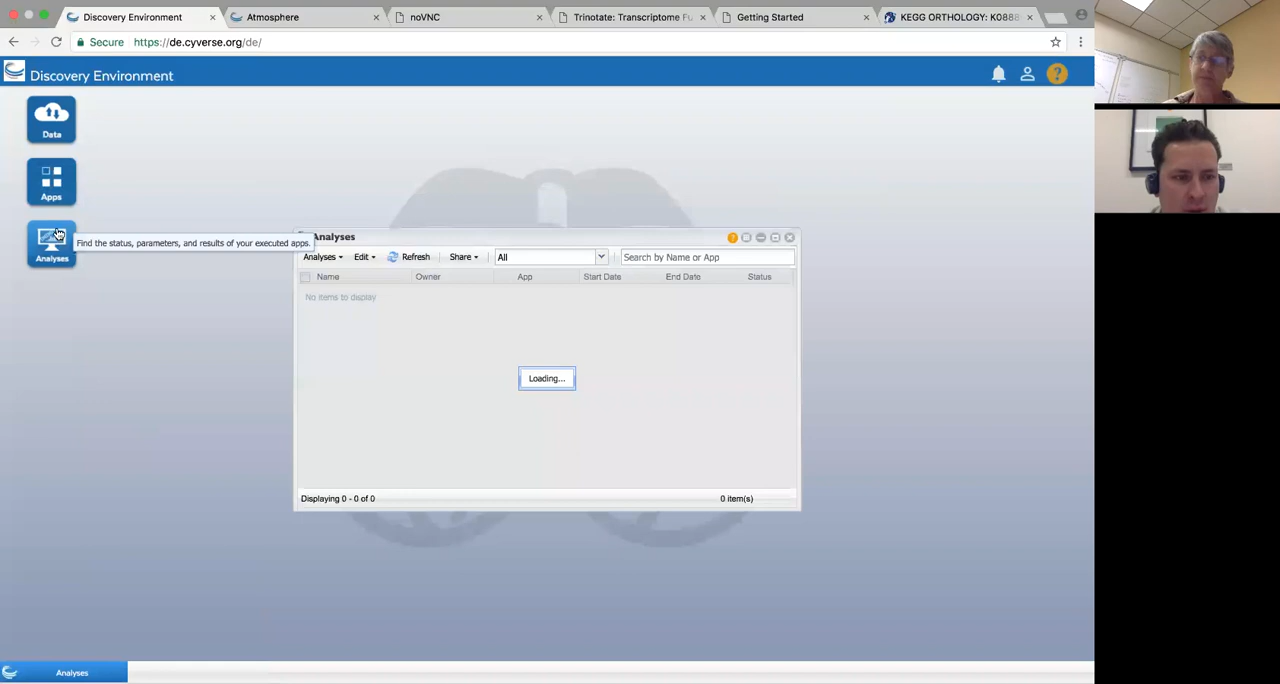 Discovery Environment
Atmosphere
noVNC
Trinotate: Transcriptome Fu
Getting Started
KEGG ORTHOLOGY: K0888
Secure
https://de.cyverse.org/de/
Discovery Environment
?
Data
Apps
Analyses
Find the status, parameters, and results of your executed apps.
Analyses
?
Analyses
Edit
Refresh
Share
All
Search by Name or App
Name
Owner
App
Start Date
End Date
Status
No items to display
Loading...
Displaying 0 - 0 of 0
0 item(s)
Analyses